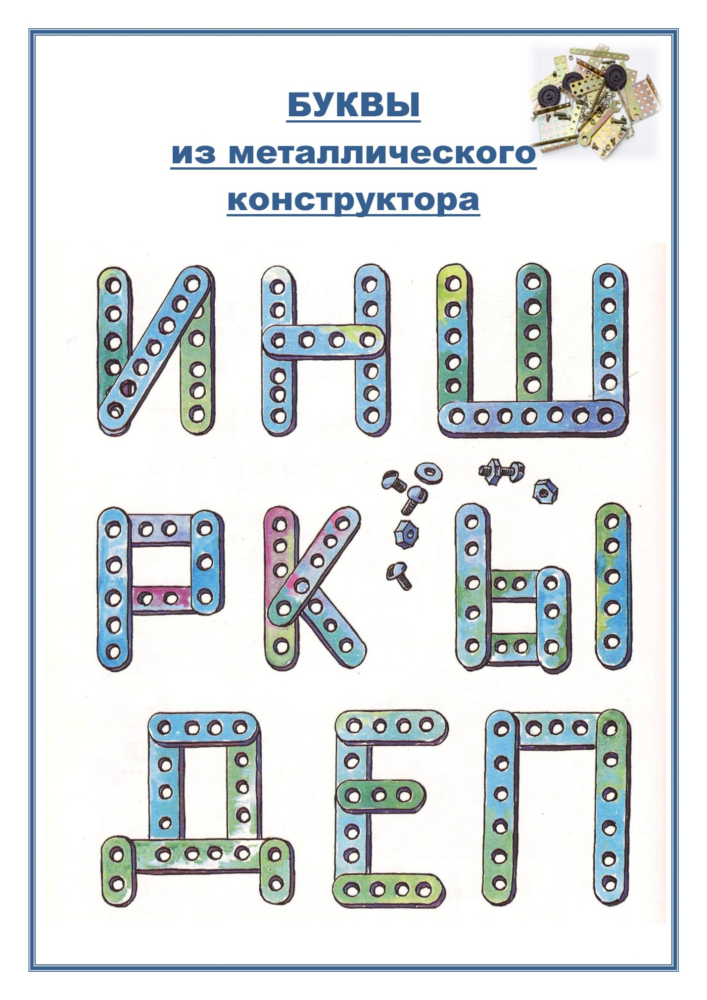 БУКВЫ
из металлического
конструктора
И Н Ш
Р К Ы
Д Е П